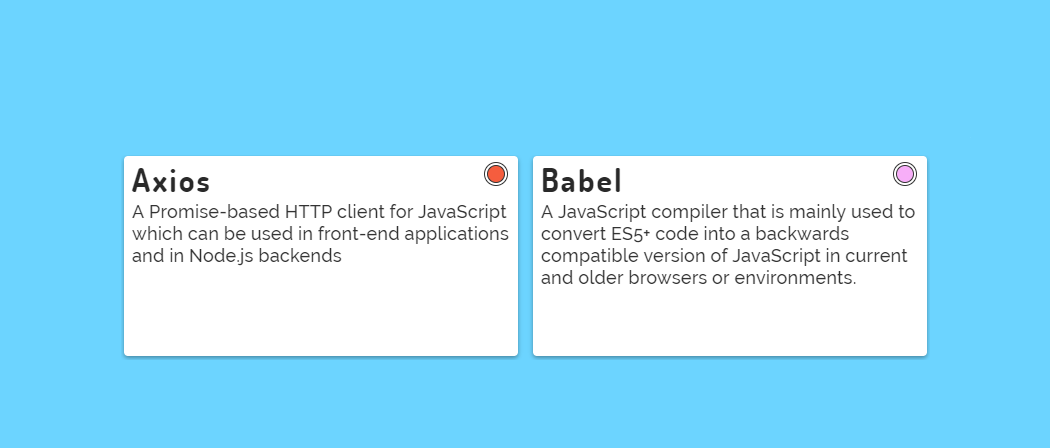 Axios
A Promise-based HTTP client for JavaScript
which can be used in front-end applications
and in Node.js backends
Babel
A JavaScript compiler that is mainly used to
convert ES5+ code into a backwards
compatible version of JavaScript in current
and older browsers or environments.